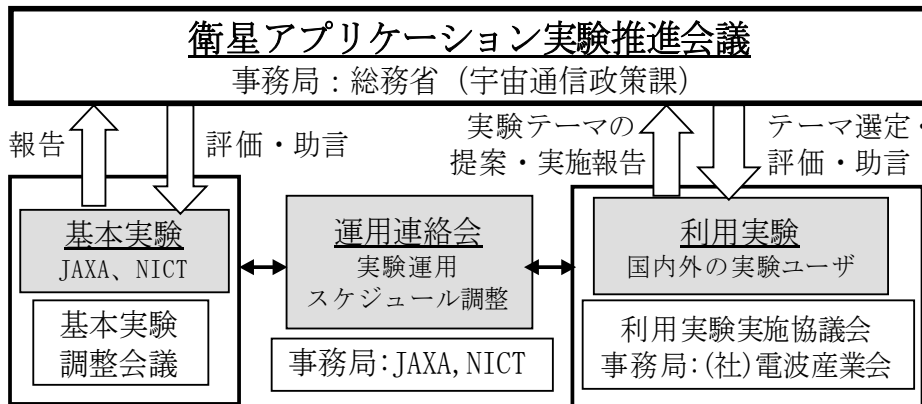 衛星アプリケーション実験推進会議
事務局：総務省（宇宙通信政策課）
報告
評価・助言
実験テーマの
提案・実施報告
テーマ選定・
評価・助言
基本実験
JAXA、NICT
基本実験
調整会議
運用連絡会
実験運用
スケジュール調整
事務局：JAXA,NICT
利用実験
国内外の実験ユーザ
利用実験実施協議会
事務局：(社)電波産業会